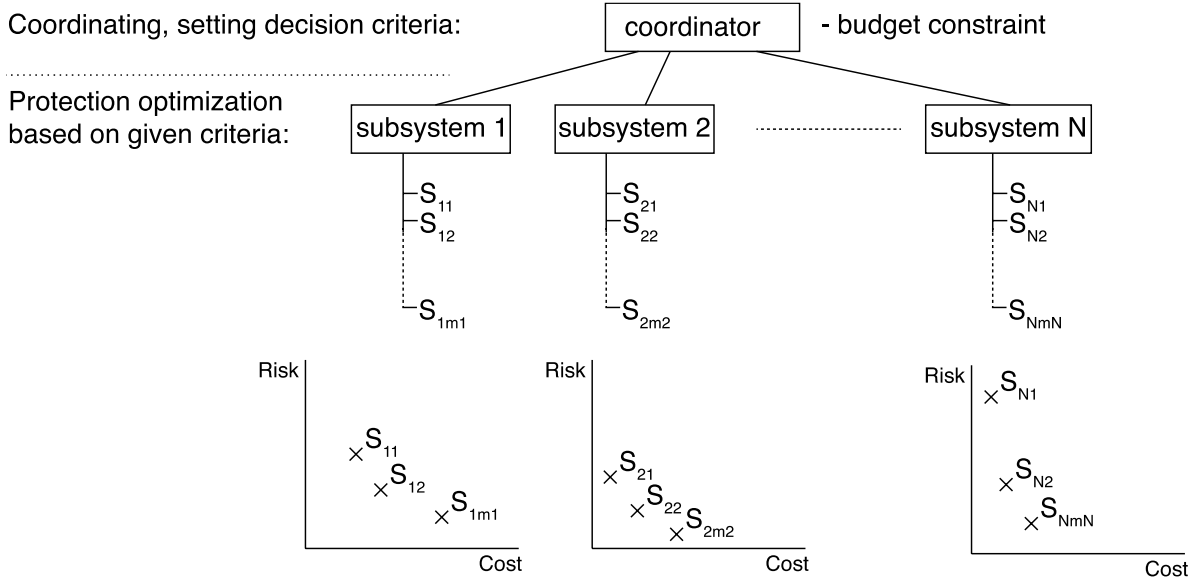 Coordinating, setting decision criteria:
coordinator
- budget constraint
Protection optimization
based on given criteria:
subsystem 1
subsystem 2
subsystem N
S11
S21
SN1
S12
S22
SN2
S1m1
S2m2
SNmN
Risk
S11
S12
S1m1
Cost
Risk
S21
S22
S2m2
Cost
Risk
SN1
SN2
SNmN
Cost